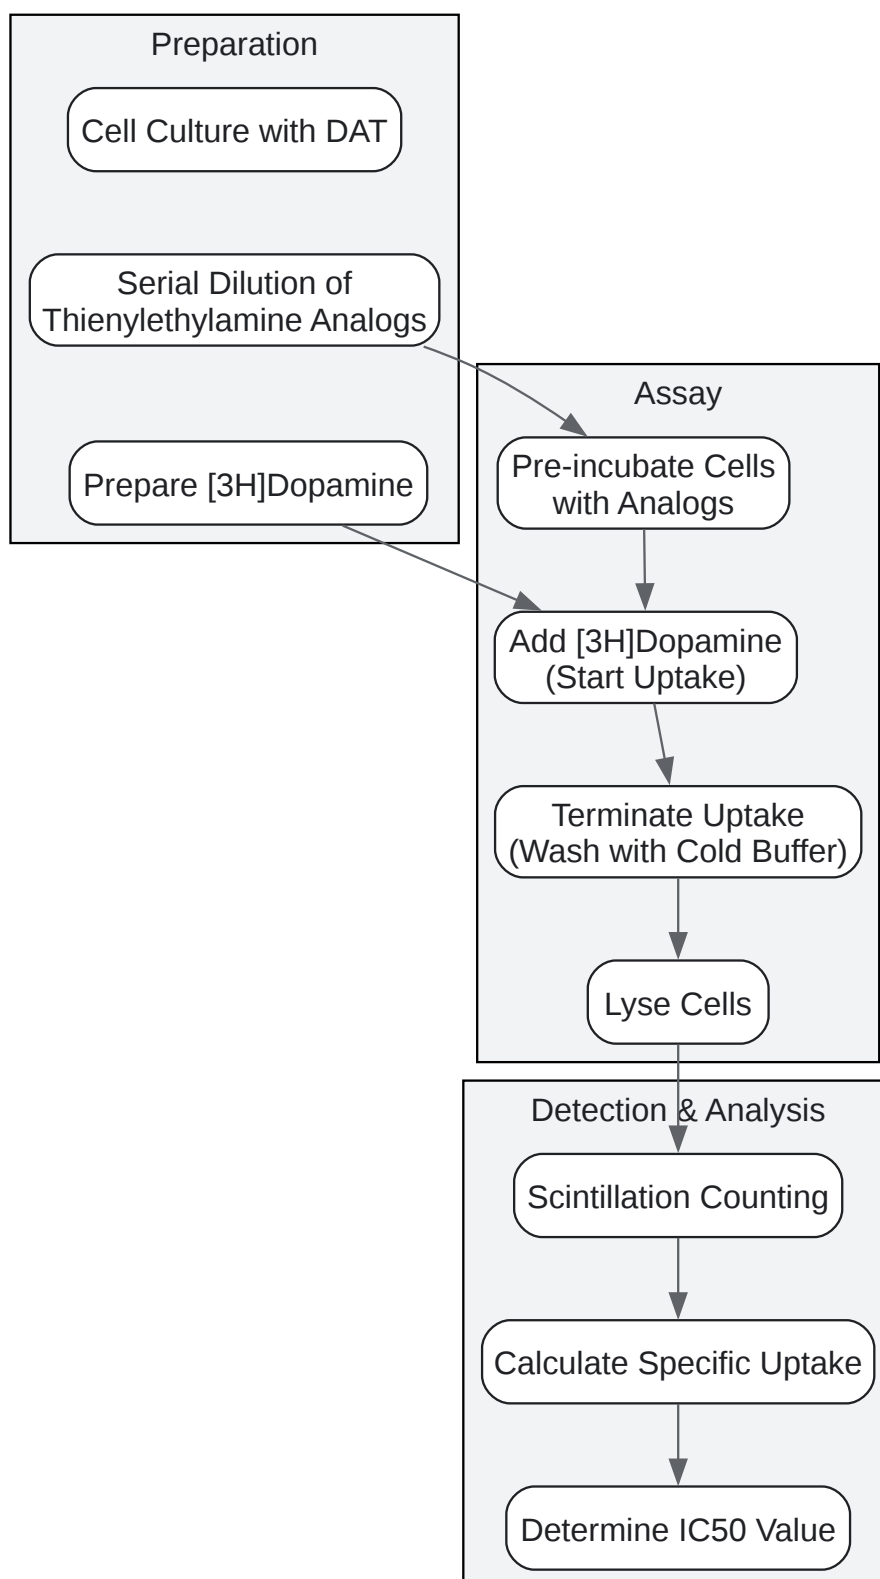 Preparation
Cell Culture with DAT
Serial Dilution of
Thienylethylamine Analogs
Prepare [3H]Dopamine
Assay
Pre-incubate Cells
with Analogs
Add [3H]Dopamine
(Start Uptake)
Terminate Uptake
(Wash with Cold Buffer)
Lyse Cells
Detection & Analysis
Scintillation Counting
Calculate Specific Uptake
Determine IC50 Value